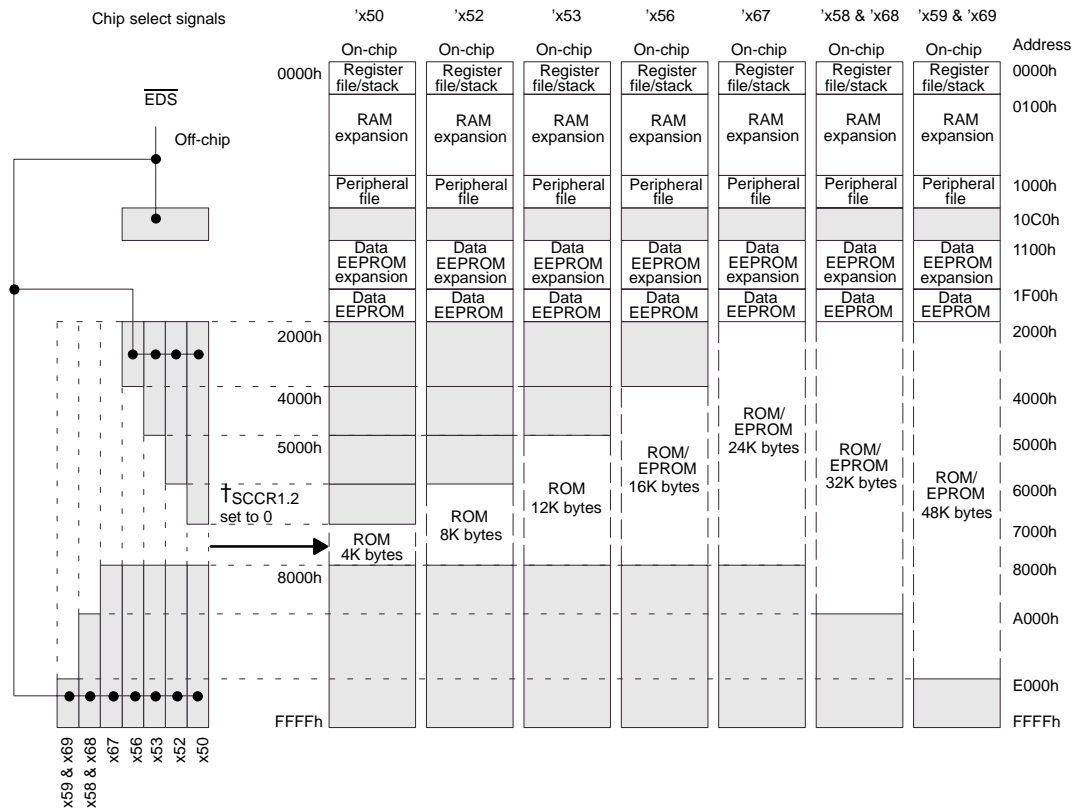 Chip select signals
'x50
'x52
'x53
'x56
'x67
'x58 & 'x68
'x59 & 'x69
On-chip
On-chip
On-chip
On-chip
On-chip
On-chip
On-chip
Address
0000h
Register
file/stack
Register
file/stack
Register
file/stack
Register
file/stack
Register
file/stack
Register
file/stack
Register
file/stack
0000h
EDS
Off-chip
RAM
expansion
RAM
expansion
RAM
expansion
RAM
expansion
RAM
expansion
RAM
expansion
RAM
expansion
0100h
Peripheral
file
Peripheral
file
Peripheral
file
Peripheral
file
Peripheral
file
Peripheral
file
Peripheral
file
1000h
10C0h
Data
EEPROM
expansion
Data
EEPROM
expansion
Data
EEPROM
expansion
Data
EEPROM
expansion
Data
EEPROM
expansion
Data
EEPROM
expansion
Data
EEPROM
expansion
1100h
Data
EEPROM
Data
EEPROM
Data
EEPROM
Data
EEPROM
Data
EEPROM
Data
EEPROM
Data
EEPROM
1F00h
2000h
2000h
4000h
4000h
5000h
5000h
†SCCR1.2
set to 0
ROM
4K bytes
ROM
8K bytes
ROM
12K bytes
ROM/
EPROM
16K bytes
ROM/
EPROM
24K bytes
ROM/
EPROM
32K bytes
ROM/
EPROM
48K bytes
6000h
7000h
8000h
8000h
A000h
E000h
FFFFh
FFFFh
x59 & x69
x58 & x68
x67
x56
x53
x52
x50